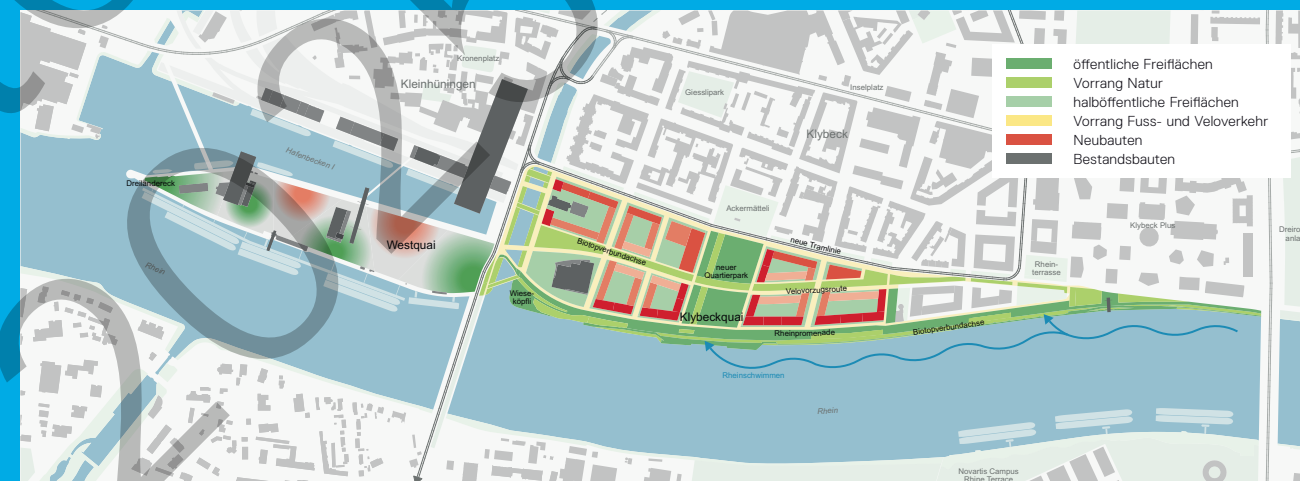 öffentliche Freiflächen
Vorrang Natur
halböffentliche Freiflächen
Vorrang Fuss- und Veloverkehr
Neubauten
Bestandsbauten
Kronenplatz
Kleinhüningen
Giesslipark
Inselplatz
Klybeck
Hafenbecken I
Dreiländereck
Westquai
Rhein
Ackermätteli
neue Tramlinie
Klybeck Plus
Biotopverbundachse
neuer
Quartierpark
Rhein-
terrasse
Velovorzugsroute
Wiese-
köpfli
Klybeckquai
Rheinpromenade
Biotopverbundachse
Rheinschwimmen
Rhein
Novartis Campus
Rhine Terrace